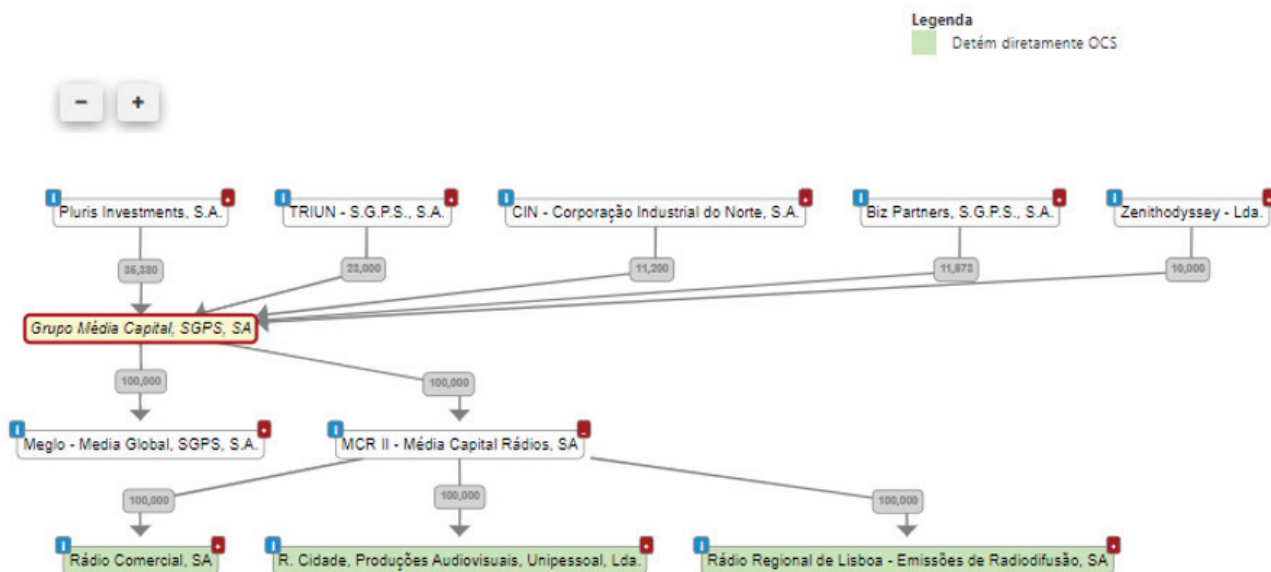 Legenda
Detém diretamente OCS
− +
Pluris Investments, S.A.
TRIUN - S.G.P.S., S.A.
CIN - Corporação Industrial do Norte, S.A.
Biz Partners, S.G.P.S., S.A.
Zenithodyssey - Lda.
23,000
11,200
11,973
10,000
Grupo Média Capital, SGPS, SA
100,000
100,000
Meglo - Media Global, SGPS, S.A.
MCR II - Média Capital Rádios, SA
100,000
100,000
100,000
Rádio Comercial, SA
R. Cidade, Produções Audiovisuais, Unipessoal, Lda.
Rádio Regional de Lisboa - Emissões de Radiodifusão, SA